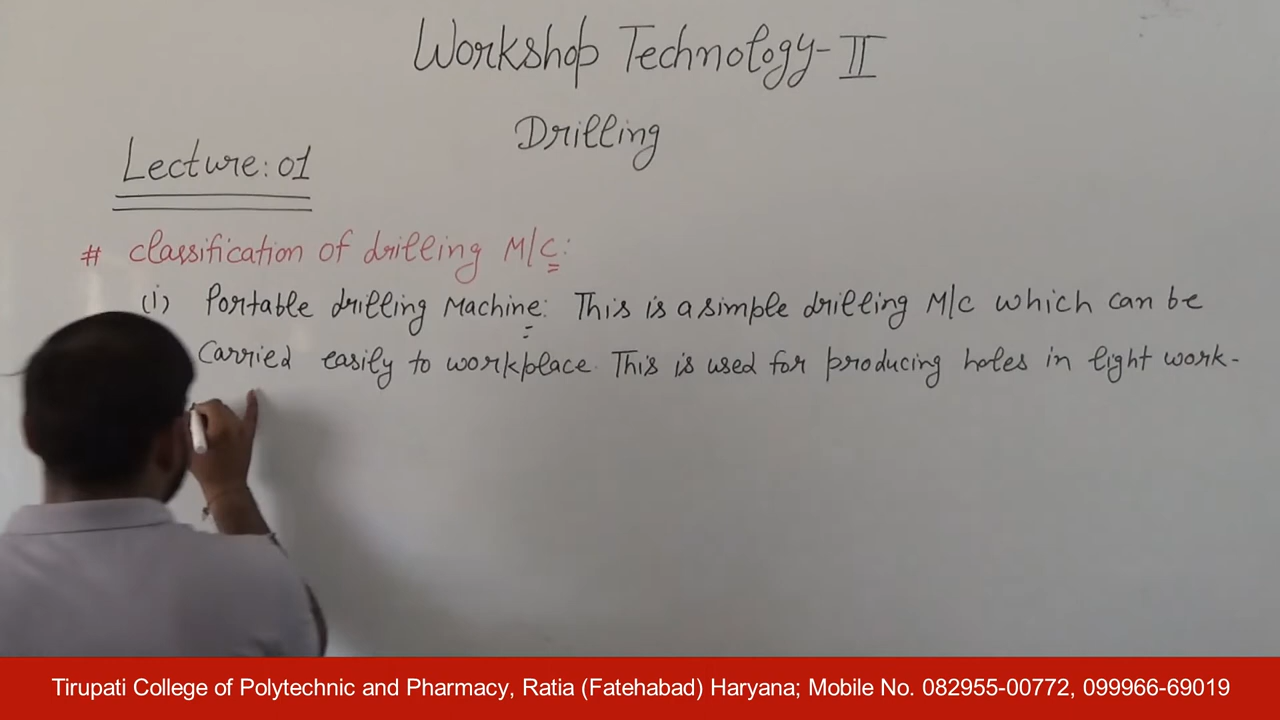 Workshop Technology-II
Drilling
Lecture: 01
# Classification of drilling M/C:
(i) Portable drilling Machine: This is a simple drilling M/C which can be
Carried easily to workplace. This is used for producing holes in light work-
Tirupati College of Polytechnic and Pharmacy, Ratia (Fatehabad) Haryana; Mobile No. 082955-00772, 099966-69019